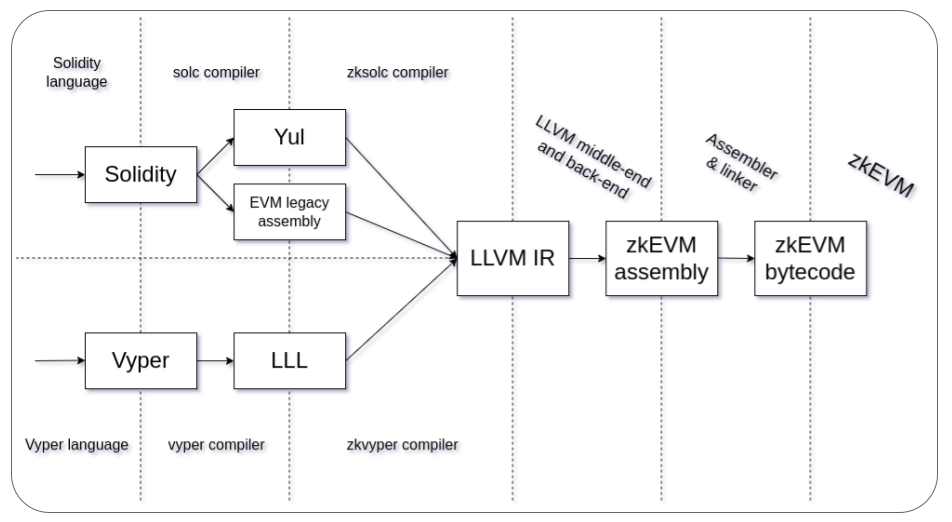 Solidity
language
solc compiler
zksolc compiler
LLVM middle-end
and back-end
Assembler
& linker
zkEVM
Yul
Solidity
EVM legacy
assembly
LLVM IR
zkEVM
assembly
zkEVM
bytecode
Vyper
LLL
Vyper language
vyper compiler
zkvyper compiler